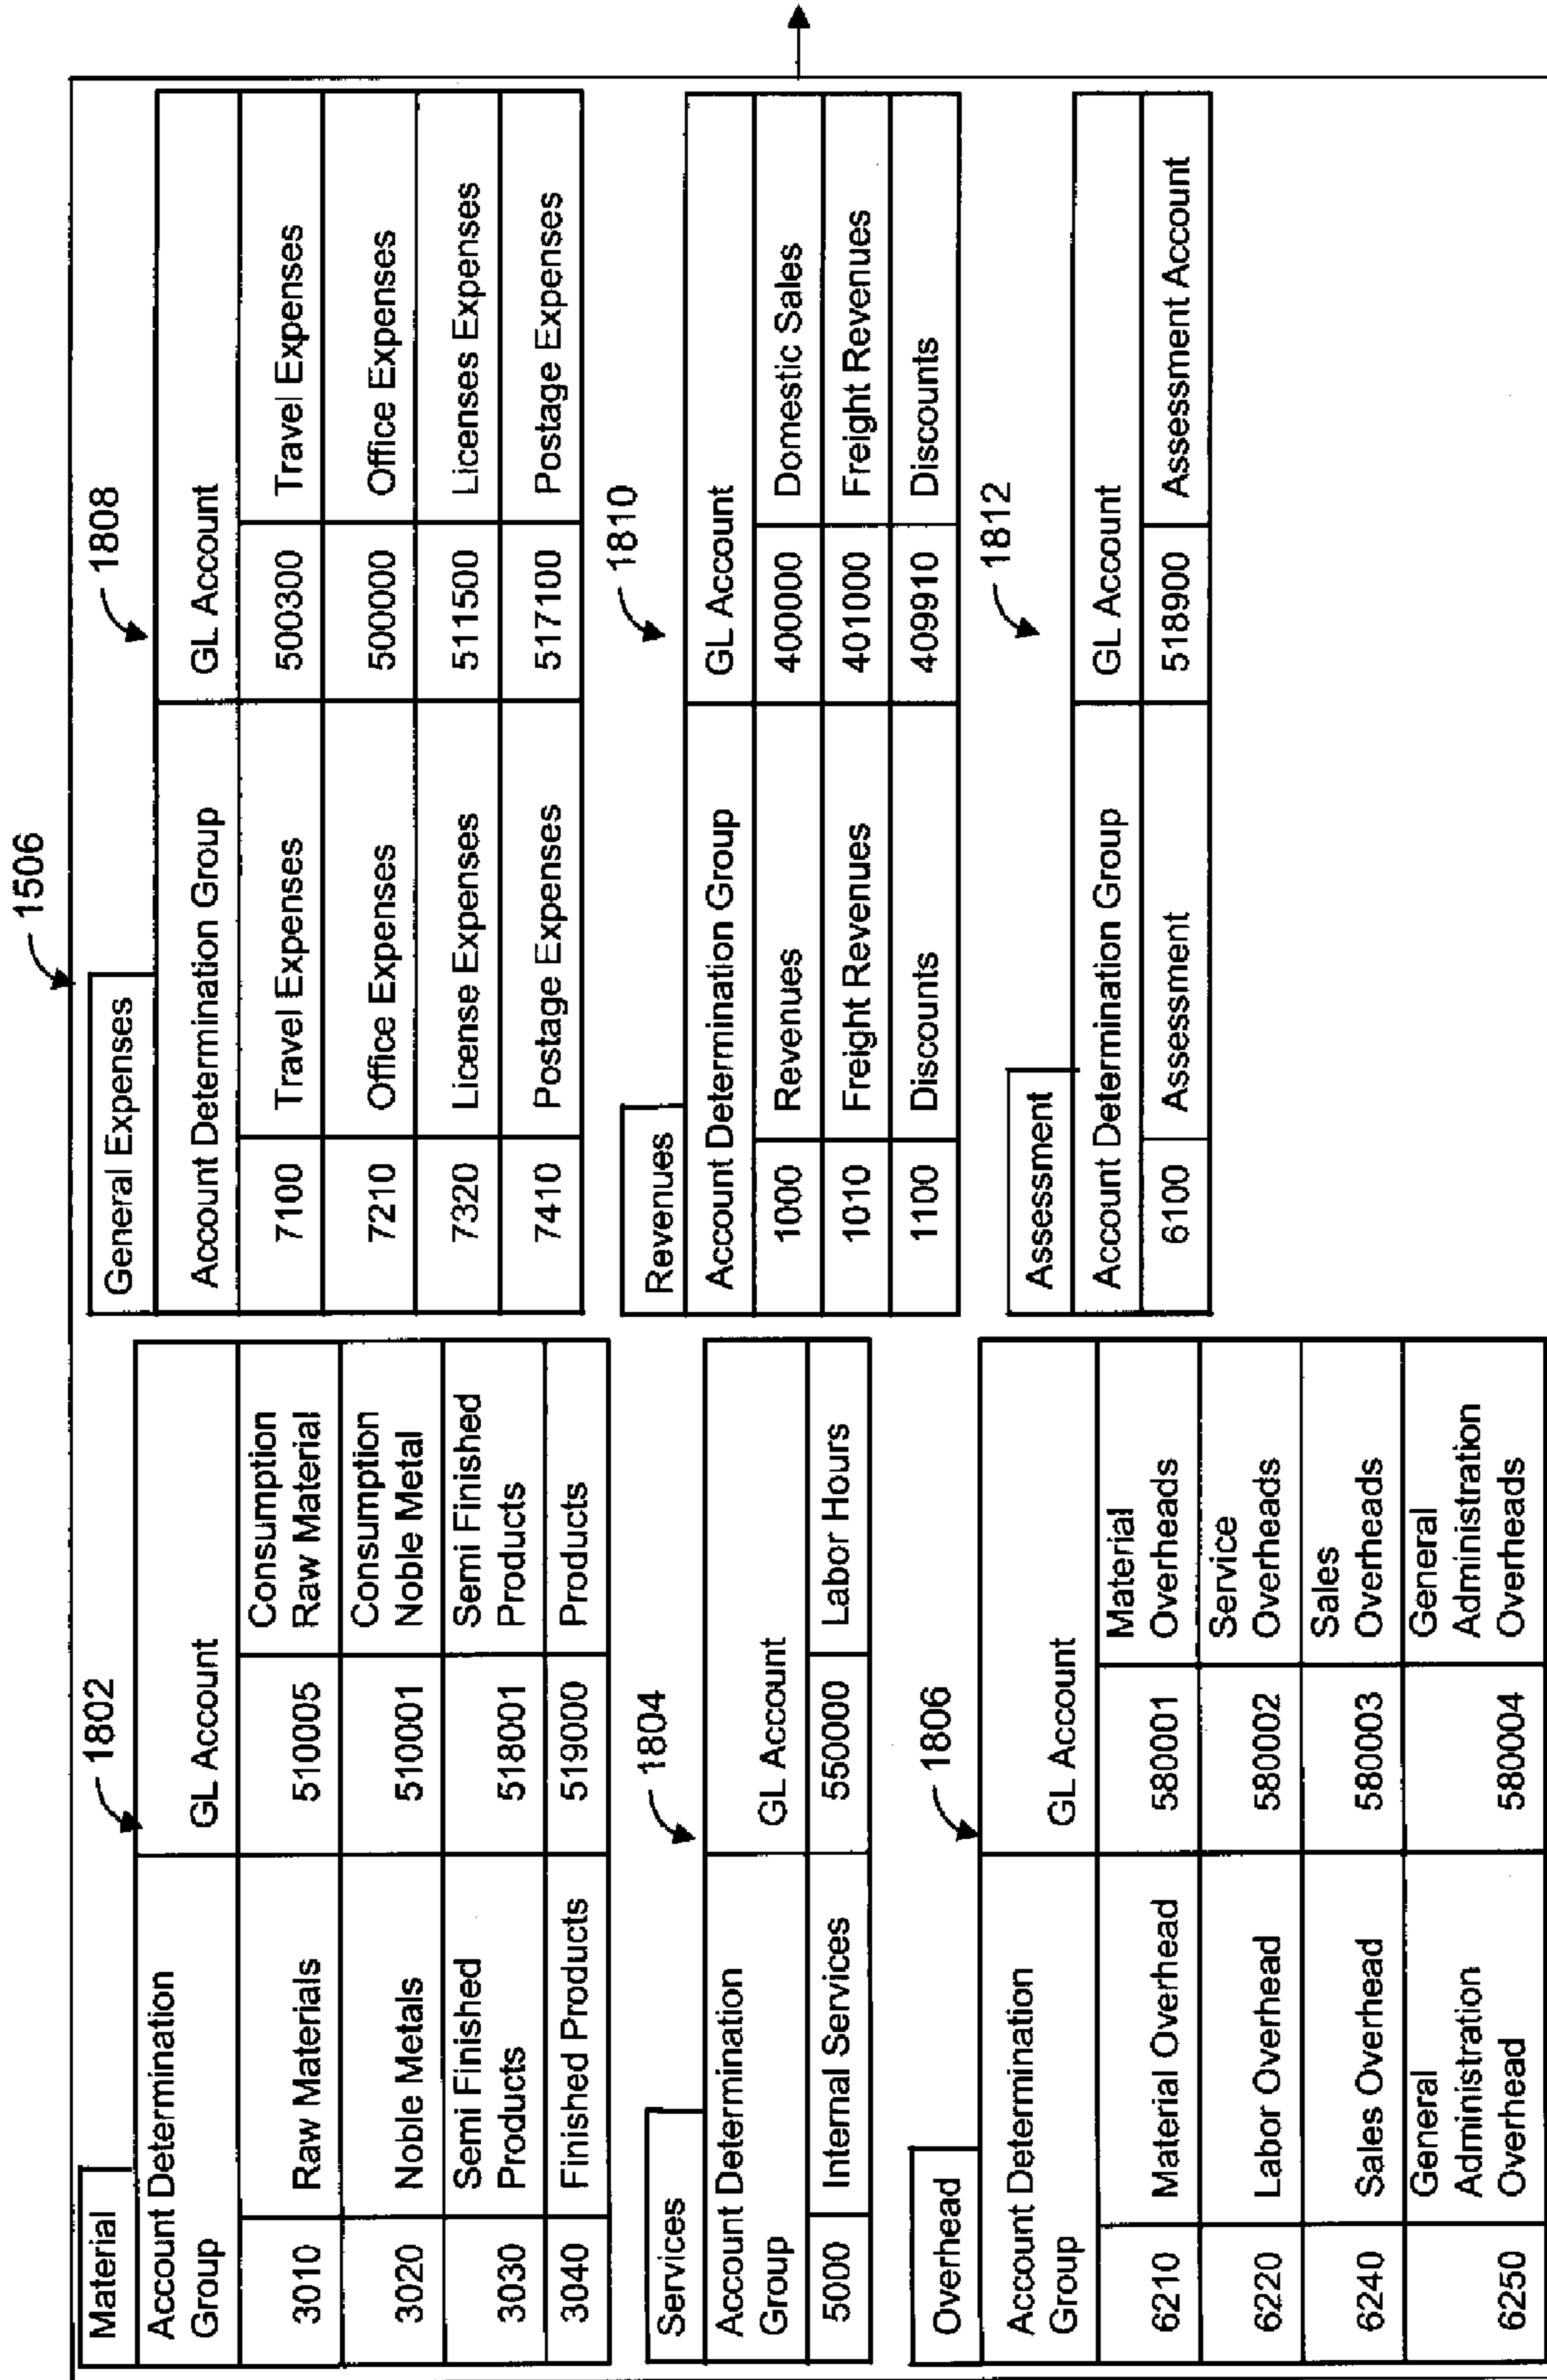 1506
Material
1802
Account Determination Group GL Account
3010 Raw Materials 510005 Consumption Raw Material
3020 Noble Metals 510001 Consumption Noble Metal
3030 Semi Finished Products 518001 Semi Finished Products
3040 Finished Products 519000 Products
Services
1804
Account Determination Group GL Account
5000 Internal Services 550000 Labor Hours
Overhead
1806
Account Determination Group GL Account
6210 Material Overhead 580001 Material Overheads
6220 Labor Overhead 580002 Service Overheads
6240 Sales Overhead 580003 Sales Overheads
6250 General Administration Overhead 580004 General Administration Overheads
General Expenses
1808
Account Determination Group GL Account
7100 Travel Expenses 500300 Travel Expenses
7210 Office Expenses 500000 Office Expenses
7320 License Expenses 511500 Licenses Expenses
7410 Postage Expenses 517100 Postage Expenses
Revenues
1810
Account Determination Group GL Account
1000 Revenues 400000 Domestic Sales
1010 Freight Revenues 401000 Freight Revenues
1100 Discounts 409910 Discounts
Assessment
1812
Account Determination Group GL Account
6100 Assessment 518900 Assessment Account